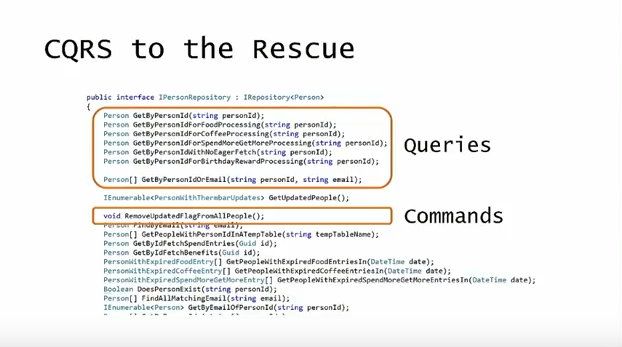 CQRS to the Rescue
public interface IPersonRepository : IRepository<Person>
{
Person GetByPersonId(string personId);
Person GetByPersonIdForFoodProcessing(string personId);
Person GetByPersonIdForCoffeeProcessing(string personId);
Person GetByPersonIdForSpendMoreGetMoreProcessing(string personId);
Person GetByPersonIdWithNoEagerFetch(string personId);
Person GetByPersonIdForBirthdayRewardProcessing(string personId);
Queries
Person[] GetByPersonIdOrEmail(string personId, string email);
IEnumerable<PersonWithThermbarUpdates> GetUpdatedPeople();
void RemoveUpdatedFlagFromAllPeople();
Commands
Person FindByEmail(string email);
Person[] GetPeopleWithPersonIdInATempTable(string tempTableName);
Person GetByIdFetchSpendEntries(Guid id);
Person GetByIdFetchBenefits(Guid id);
PersonWithExpiredFoodEntry[] GetPeopleWithExpiredFoodEntriesIn(DateTime date);
PersonWithExpiredCoffeeEntry[] GetPeopleWithExpiredCoffeeEntriesIn(DateTime date);
PersonWithExpiredSpendMoreGetMoreEntry[] GetPeopleWithExpiredSpendMoreGetMoreEntriesIn(DateTime date);
Boolean DoesPersonExist(string personId);
Person[] FindAllMatchingEmail(string email);
IEnumerable<Person> GetByEmailOfPersonId(string personId);